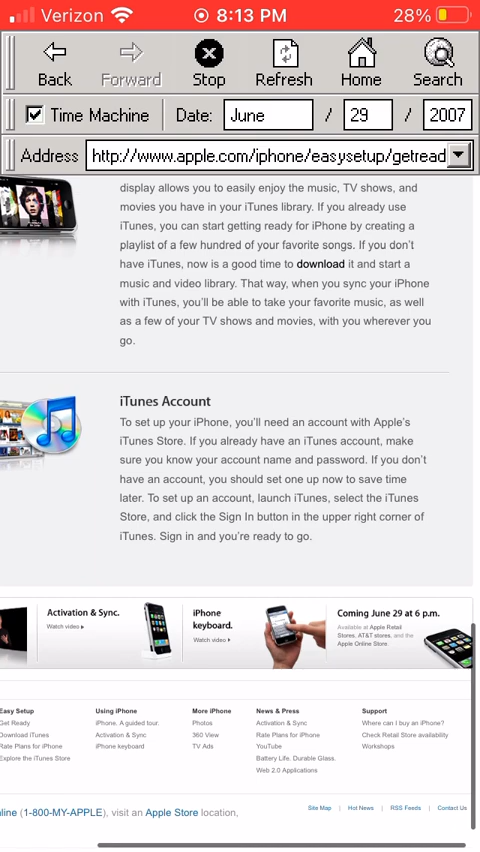 Verizon 8:13 PM 28%
Back Forward Stop Refresh Home Search
Time Machine Date: June / 29 / 2007
Address http://www.apple.com/iphone/easysetup/getread
display allows you to easily enjoy the music, TV shows, and
movies you have in your iTunes library. If you already use
iTunes, you can start getting ready for iPhone by creating a
playlist of a few hundred of your favorite songs. If you don't
have iTunes, now is a good time to download it and start a
music and video library. That way, when you sync your iPhone
with iTunes, you'll be able to take your favorite music, as well
as a few of your TV shows and movies, with you wherever you
go.
iTunes Account
To set up your iPhone, you'll need an account with Apple's
iTunes Store. If you already have an iTunes account, make
sure you know your account name and password. If you don't
have an account, you should set one up now to save time
later. To set up an account, launch iTunes, select the iTunes
Store, and click the Sign In button in the upper right corner of
iTunes. Sign in and you're ready to go.
Activation & Sync.
Watch video
iPhone
keyboard.
Watch video
Coming June 29 at 6 p.m.
Available at Apple Retail
Stores, AT&T stores, and the
Apple Online Store.
Easy Setup
Get Ready
Download iTunes
Rate Plans for iPhone
Explore the iTunes Store
Using iPhone
iPhone. A guided tour.
Activation & Sync
iPhone keyboard
More iPhone
Photos
360 View
TV Ads
News & Press
Activation & Sync
Rate Plans for iPhone
YouTube
Battery Life. Durable Glass.
Web 2.0 Applications
Support
Where can I buy an iPhone?
Check Retail Store availability
Workshops
nline (1-800-MY-APPLE), visit an Apple Store location,
Site Map | Hot News | RSS Feeds | Contact Us